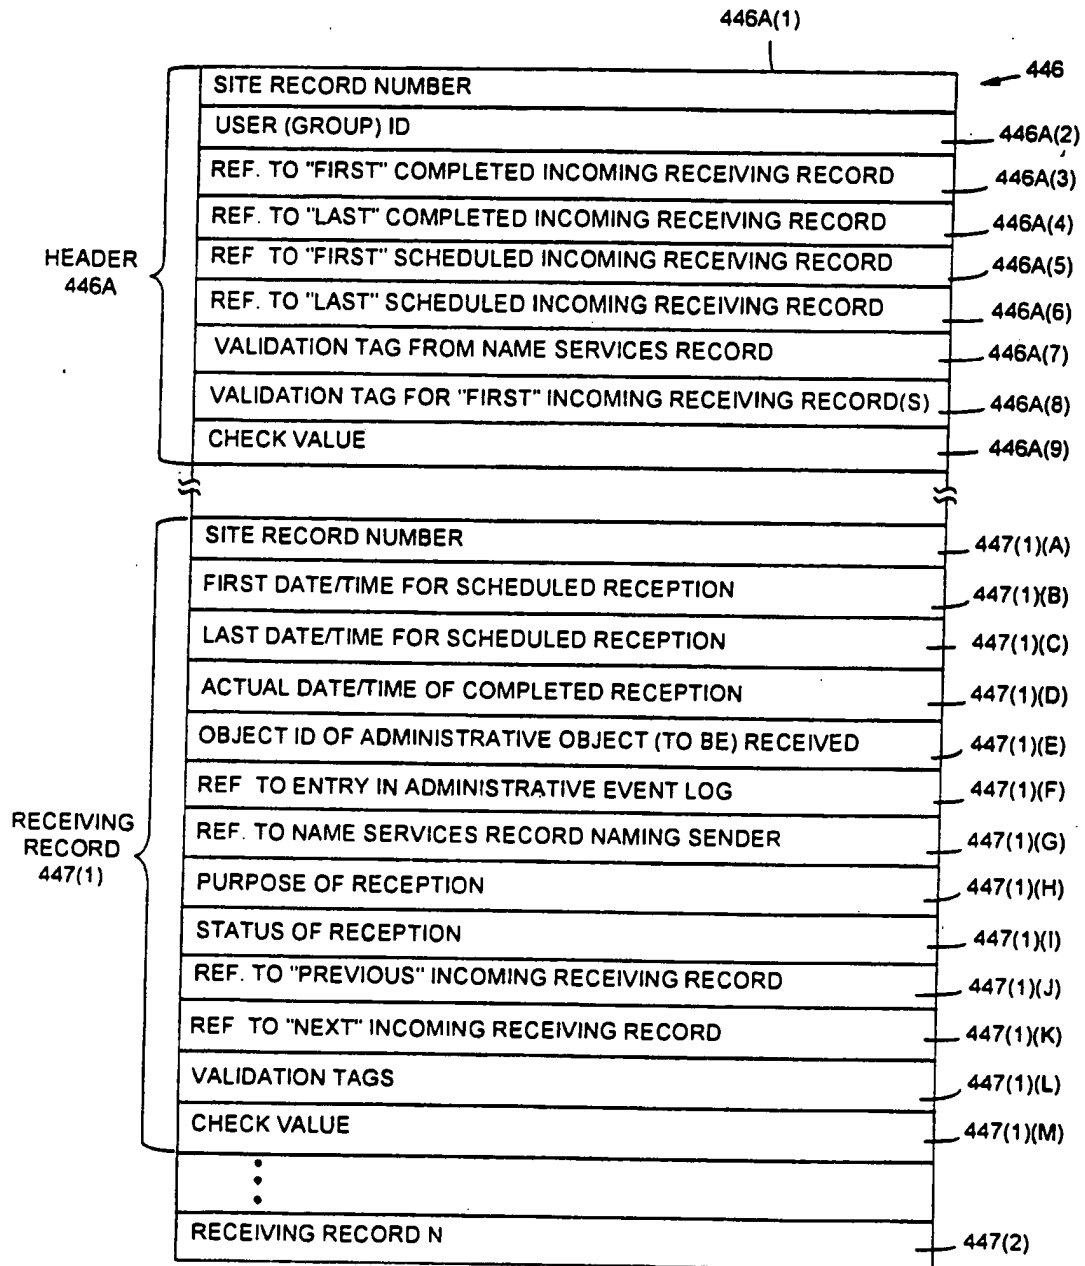 446A(1)
446
SITE RECORD NUMBER
USER (GROUP) ID
446A(2)
REF. TO "FIRST" COMPLETED INCOMING RECEIVING RECORD
446A(3)
REF. TO "LAST" COMPLETED INCOMING RECEIVING RECORD
446A(4)
REF TO "FIRST" SCHEDULED INCOMING RECEIVING RECORD
446A(5)
HEADER
446A
REF. TO "LAST" SCHEDULED INCOMING RECEIVING RECORD
446A(6)
VALIDATION TAG FROM NAME SERVICES RECORD
446A(7)
VALIDATION TAG FOR "FIRST" INCOMING RECEIVING RECORD(S)
446A(8)
CHECK VALUE
446A(9)
SITE RECORD NUMBER
447(1)(A)
FIRST DATE/TIME FOR SCHEDULED RECEPTION
447(1)(B)
LAST DATE/TIME FOR SCHEDULED RECEPTION
447(1)(C)
ACTUAL DATE/TIME OF COMPLETED RECEPTION
447(1)(D)
OBJECT ID OF ADMINISTRATIVE OBJECT (TO BE) RECEIVED
447(1)(E)
REF TO ENTRY IN ADMINISTRATIVE EVENT LOG
447(1)(F)
RECEIVING
RECORD
447(1)
REF. TO NAME SERVICES RECORD NAMING SENDER
447(1)(G)
PURPOSE OF RECEPTION
447(1)(H)
STATUS OF RECEPTION
447(1)(I)
REF. TO "PREVIOUS" INCOMING RECEIVING RECORD
447(1)(J)
REF TO "NEXT" INCOMING RECEIVING RECORD
447(1)(K)
VALIDATION TAGS
447(1)(L)
CHECK VALUE
447(1)(M)
RECEIVING RECORD N
447(2)